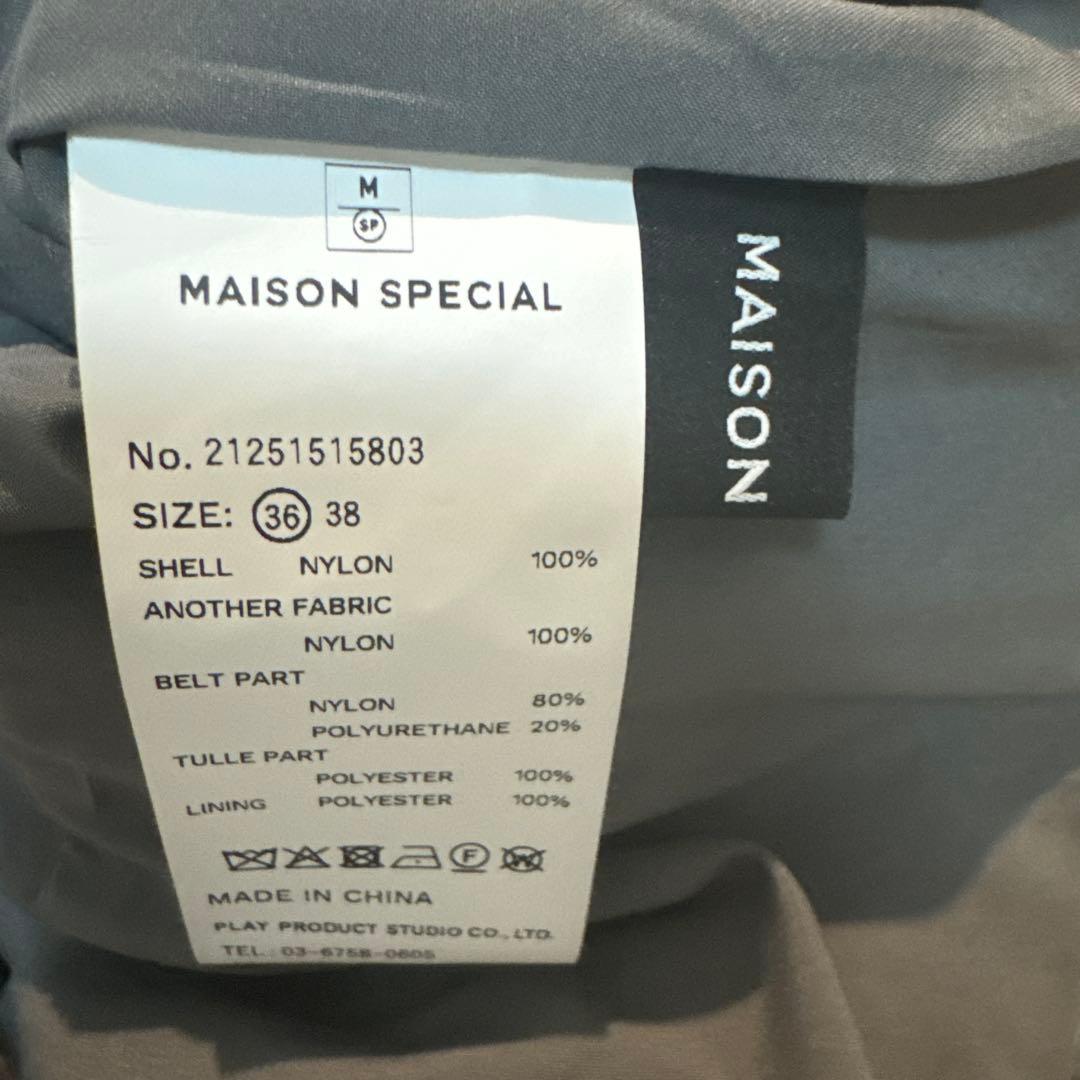 M
SP
MAISON SPECIAL
No. 21251515803
SIZE: 36 38
SHELL NYLON 100%
ANOTHER FABRIC
NYLON 100%
BELT PART
NYLON 80%
POLYURETHANE 20%
TULLE PART
POLYESTER 100%
LINING POLYESTER 100%
F W
MADE IN CHINA
PLAY PRODUCT STUDIO CO., LTD.
TEL: 03-6758-0605
MAISON